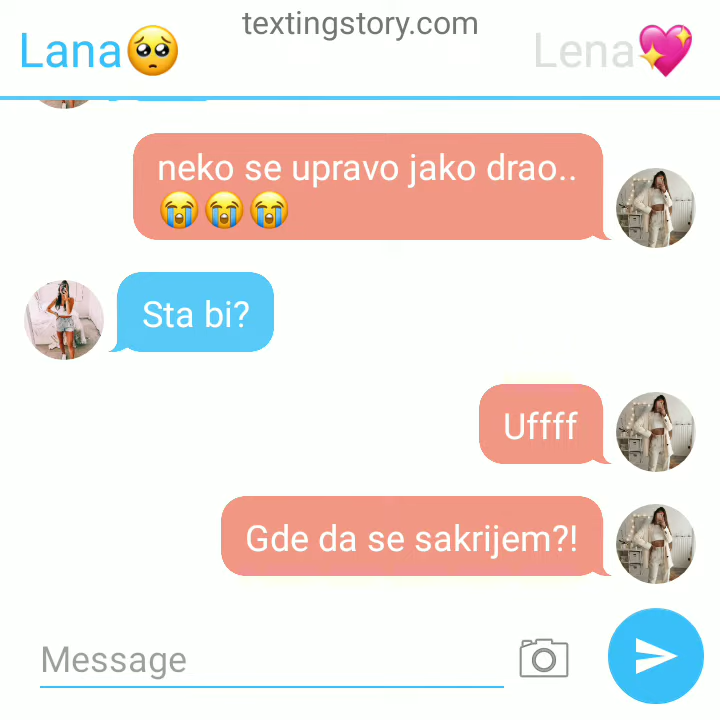 textingstory.com
Lana🥺
Lena💖
neko se upravo jako drao..
😭😭😭
Sta bi?
Uffff
Gde da se sakrijem?!
Message